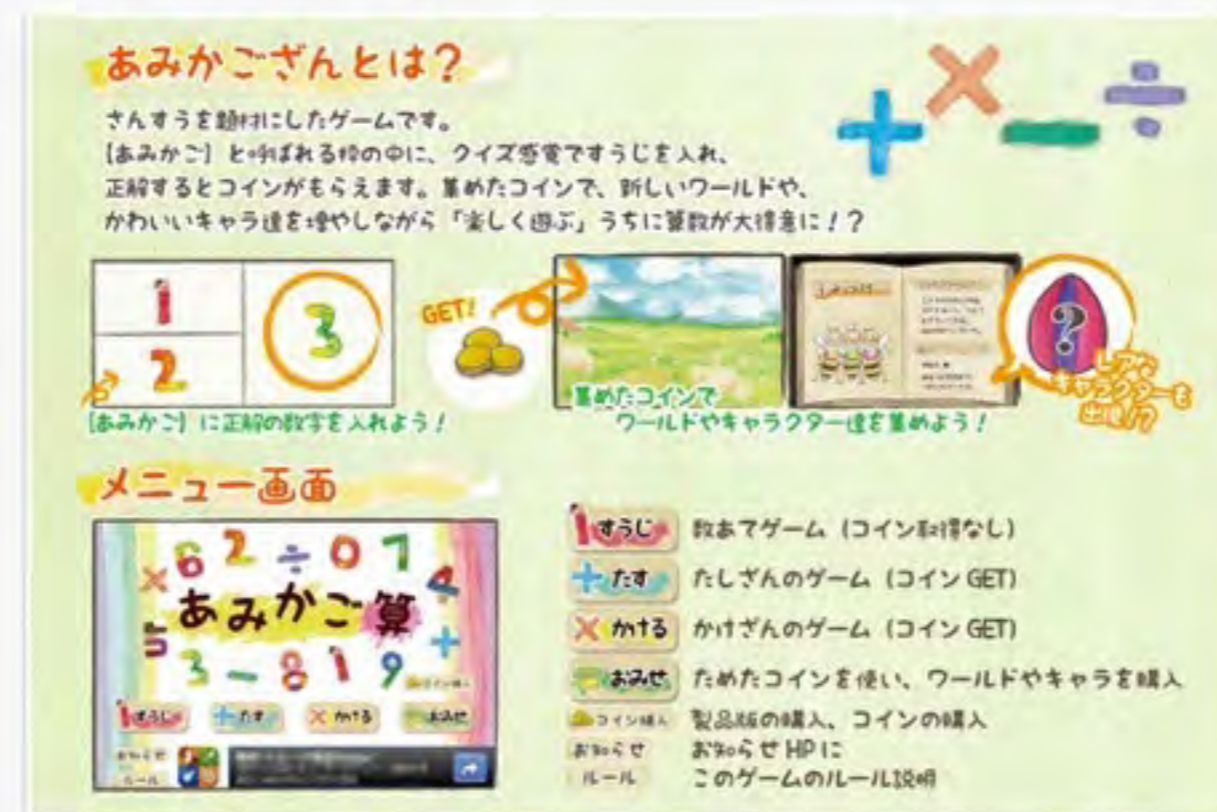 あみかござんとは？
＋×－÷
さんすうを題材にしたゲームです。
【あみかご】と呼ばれる枠の中に、クイズ感覚ですうじを入れ、
正解するとコインがもらえます。集めたコインで、新しいワールドや、
かわいいキャラ達を増やしながら「楽しく遊ぶ」うちに算数が大得意に！？
1
2
3
GET!
?
レアな
キャラクターも
出現!?
【あみかご】に正解の数字を入れよう！
集めたコインで
ワールドやキャラクター達を集めよう！
メニュー画面
6 2 ÷ 0 7
× 4
あみかご算
5 +
3 － 8 1 9
コイン購入
すうじ ＋たす ×かける おみせ
お知らせ
ルール
1すうじ 数あてゲーム（コイン取得なし）
＋たす たしざんのゲーム（コインGET）
×かける かけざんのゲーム（コインGET）
おみせ ためたコインを使い、ワールドやキャラを購入
コイン購入 製品版の購入、コインの購入
お知らせ お知らせHPに
ルール このゲームのルール説明